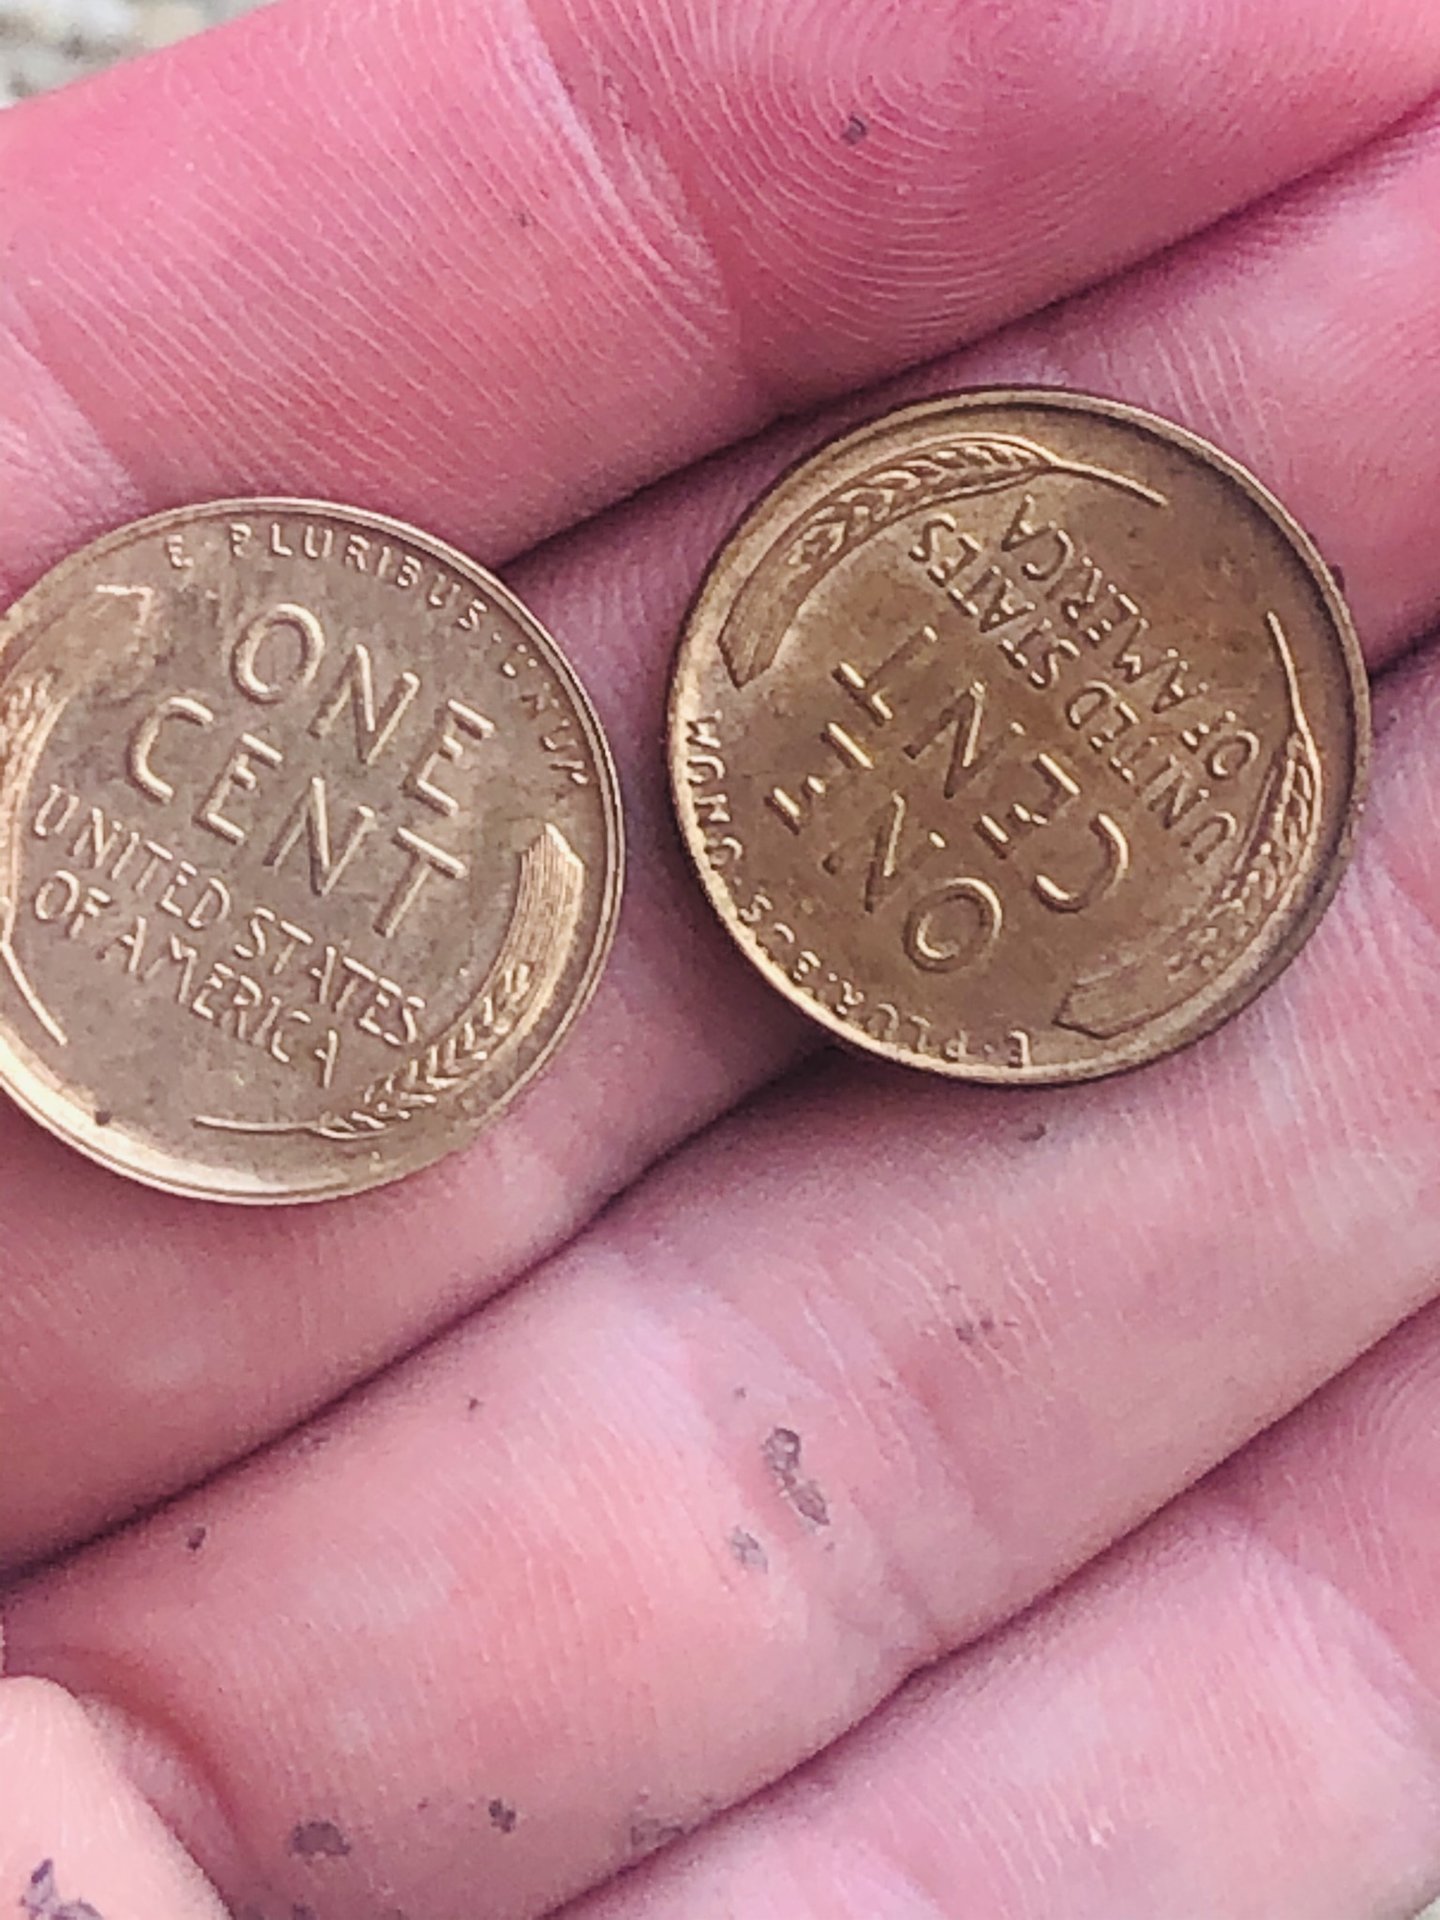 E · PLURIBUS · UNUM
ONE
CENT
UNITED STATES
OF AMERICA
E · PLURIBUS · UNUM
ONE
CENT
UNITED STATES
OF AMERICA